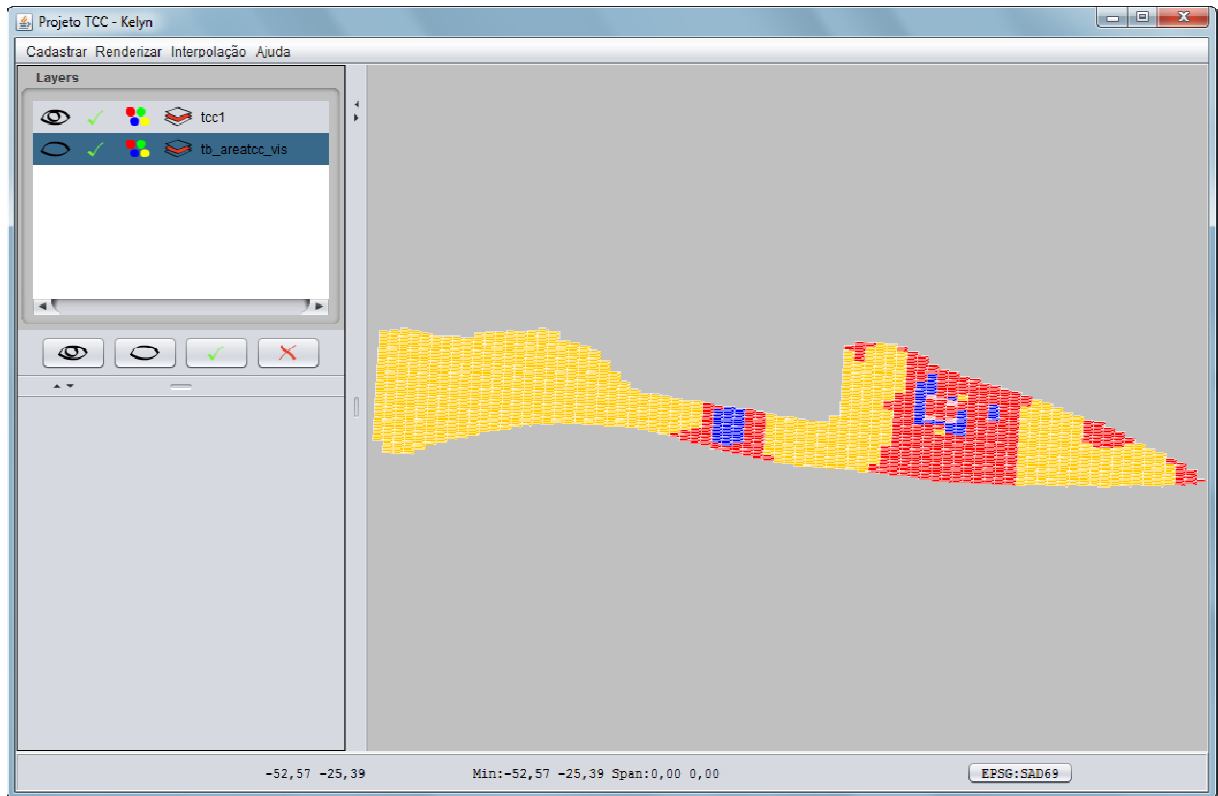 Projeto TCC - Kelyn
Cadastrar Renderizar Interpolação Ajuda
Layers
tcc1
tb_areatcc_vis
-52,57 -25,39
Min:-52,57 -25,39 Span:0,00 0,00
EPSG:SAD69